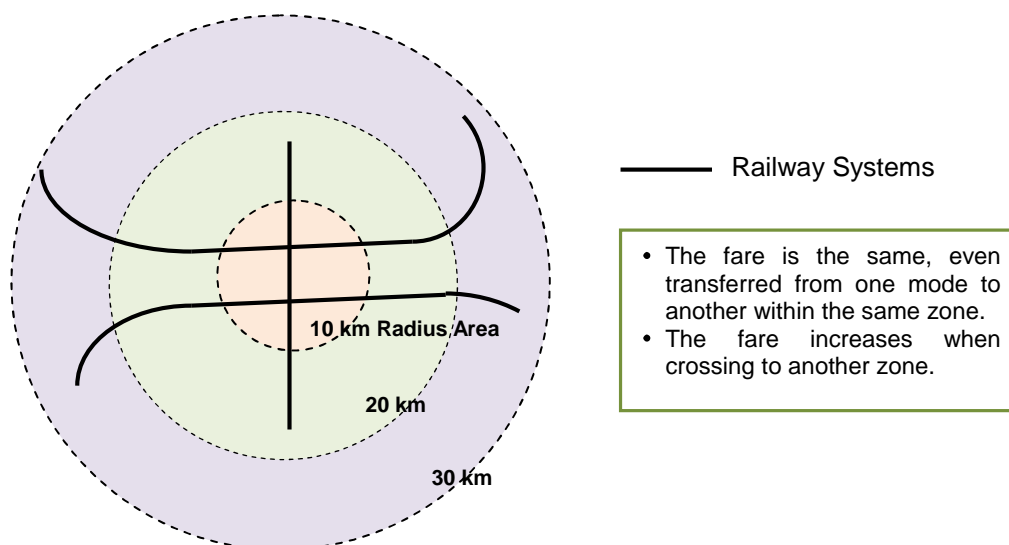 Railway Systems
• The fare is the same, even
transferred from one mode to
another within the same zone.
• The fare increases when
crossing to another zone.
10 km Radius Area
20 km
30 km